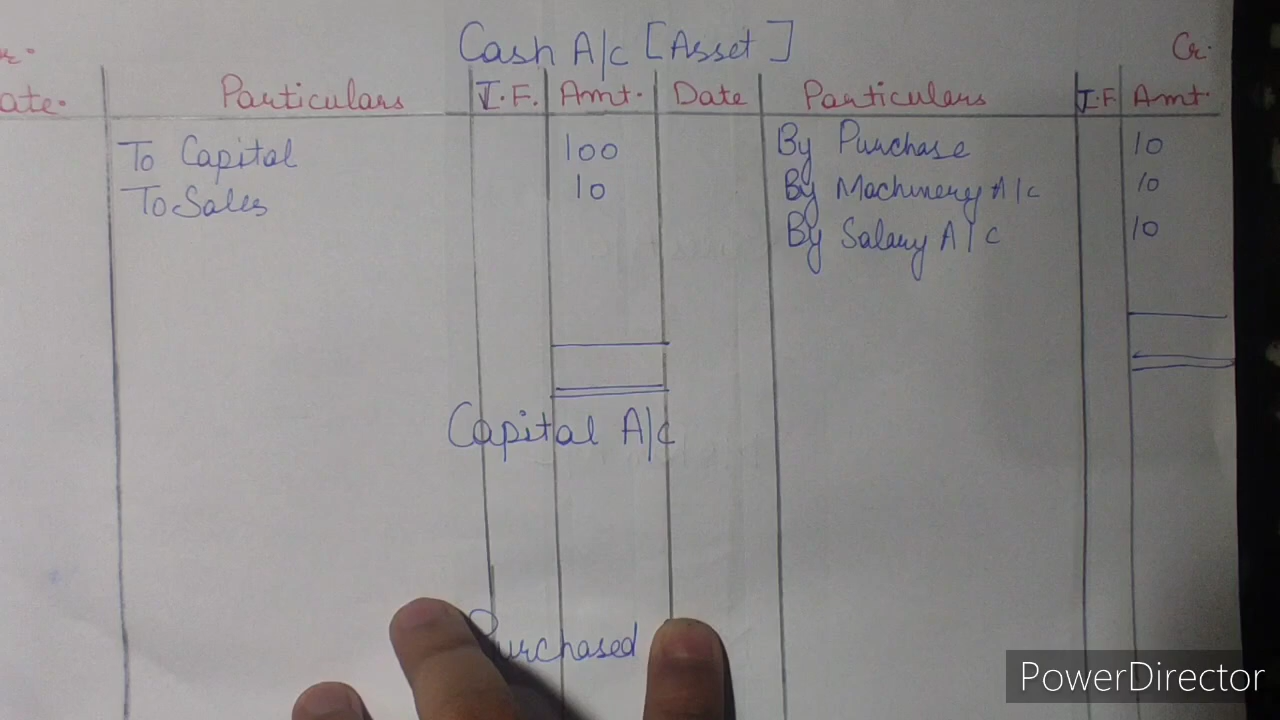 Cash A/c [Asset]
Cr.
Particulars J.F. Amt. Date Particulars J.F. Amt.
To Capital 100 By Purchase 10
To Sales 10 By Machinery A/c 10
By Salary A/c 10
Capital A/c
Purchased
PowerDirector